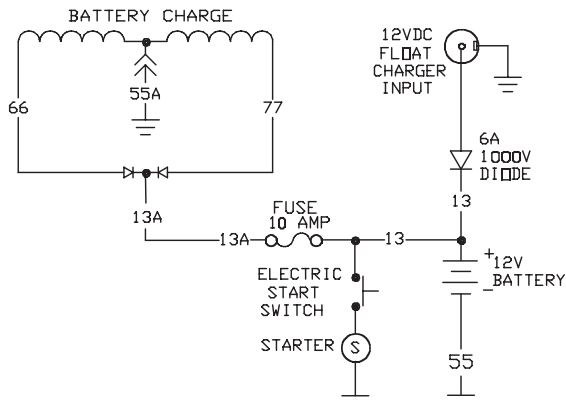 BATTERY CHARGE
12VDC
FLOAT
CHARGER
INPUT
55A
66
77
6A
1000V
DIODE
13
13A
FUSE
10 AMP
13A
13
+
12V
BATTERY
-
ELECTRIC
START
SWITCH
STARTER
S
55